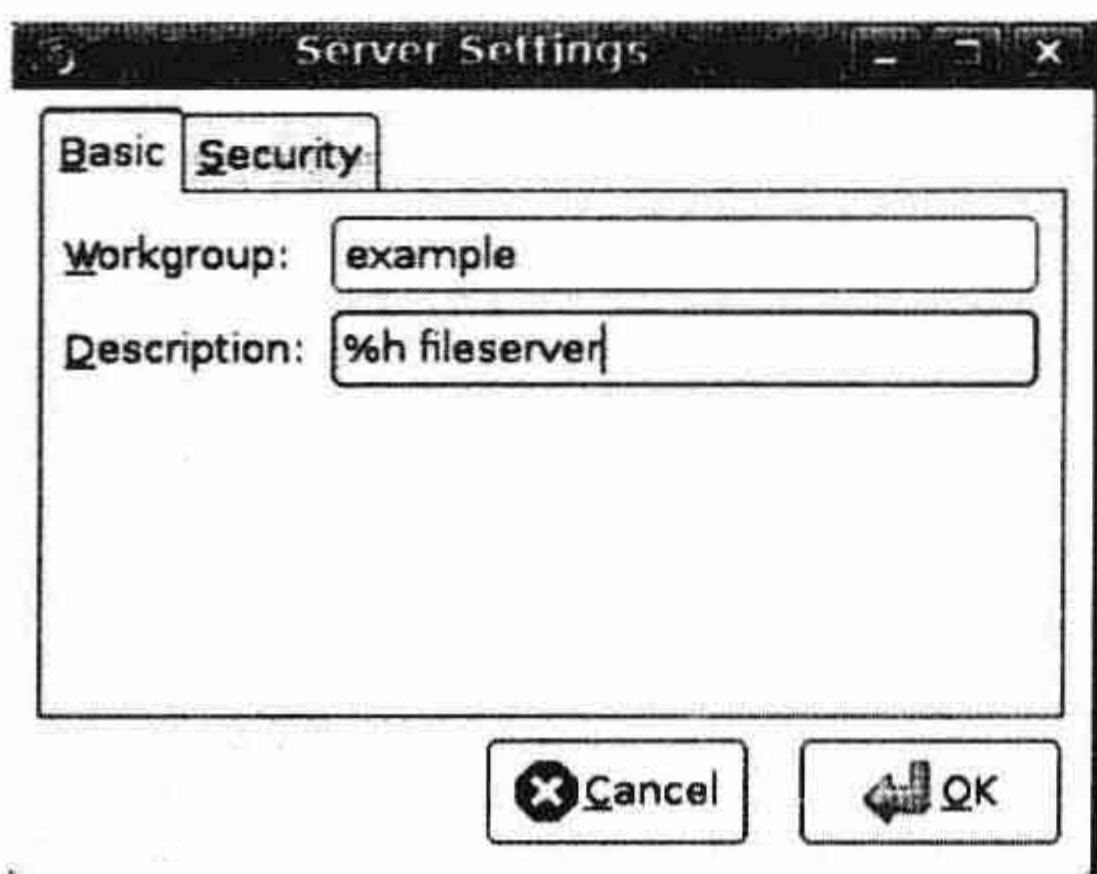 Server Settings
Basic Security
Workgroup: example
Description: %h fileserver
Cancel OK